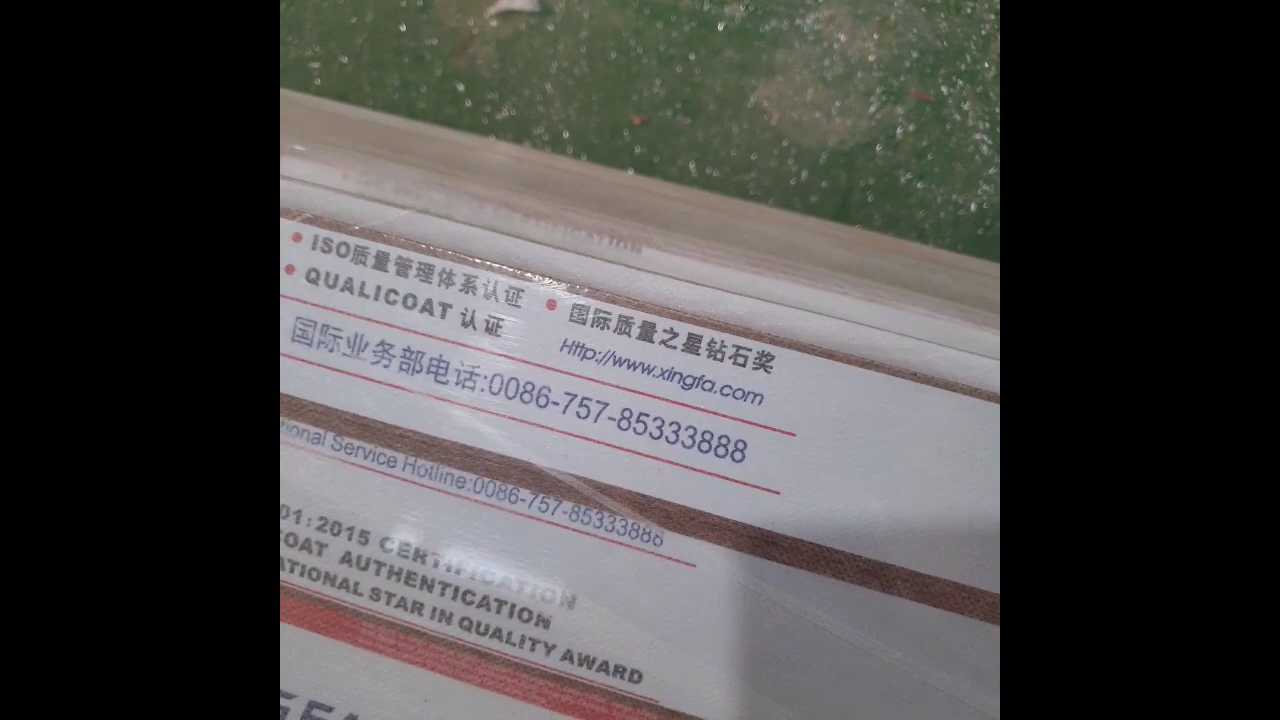 ISO质量管理体系认证
QUALICOAT 认证
国际质量之星钻石奖
Http://www.xingfa.com
国际业务部电话:0086-757-85333888
tional Service Hotline:0086-757-85333888
01:2015 CERTIFICATION
COAT AUTHENTICATION
ATIONAL STAR IN QUALITY AWARD